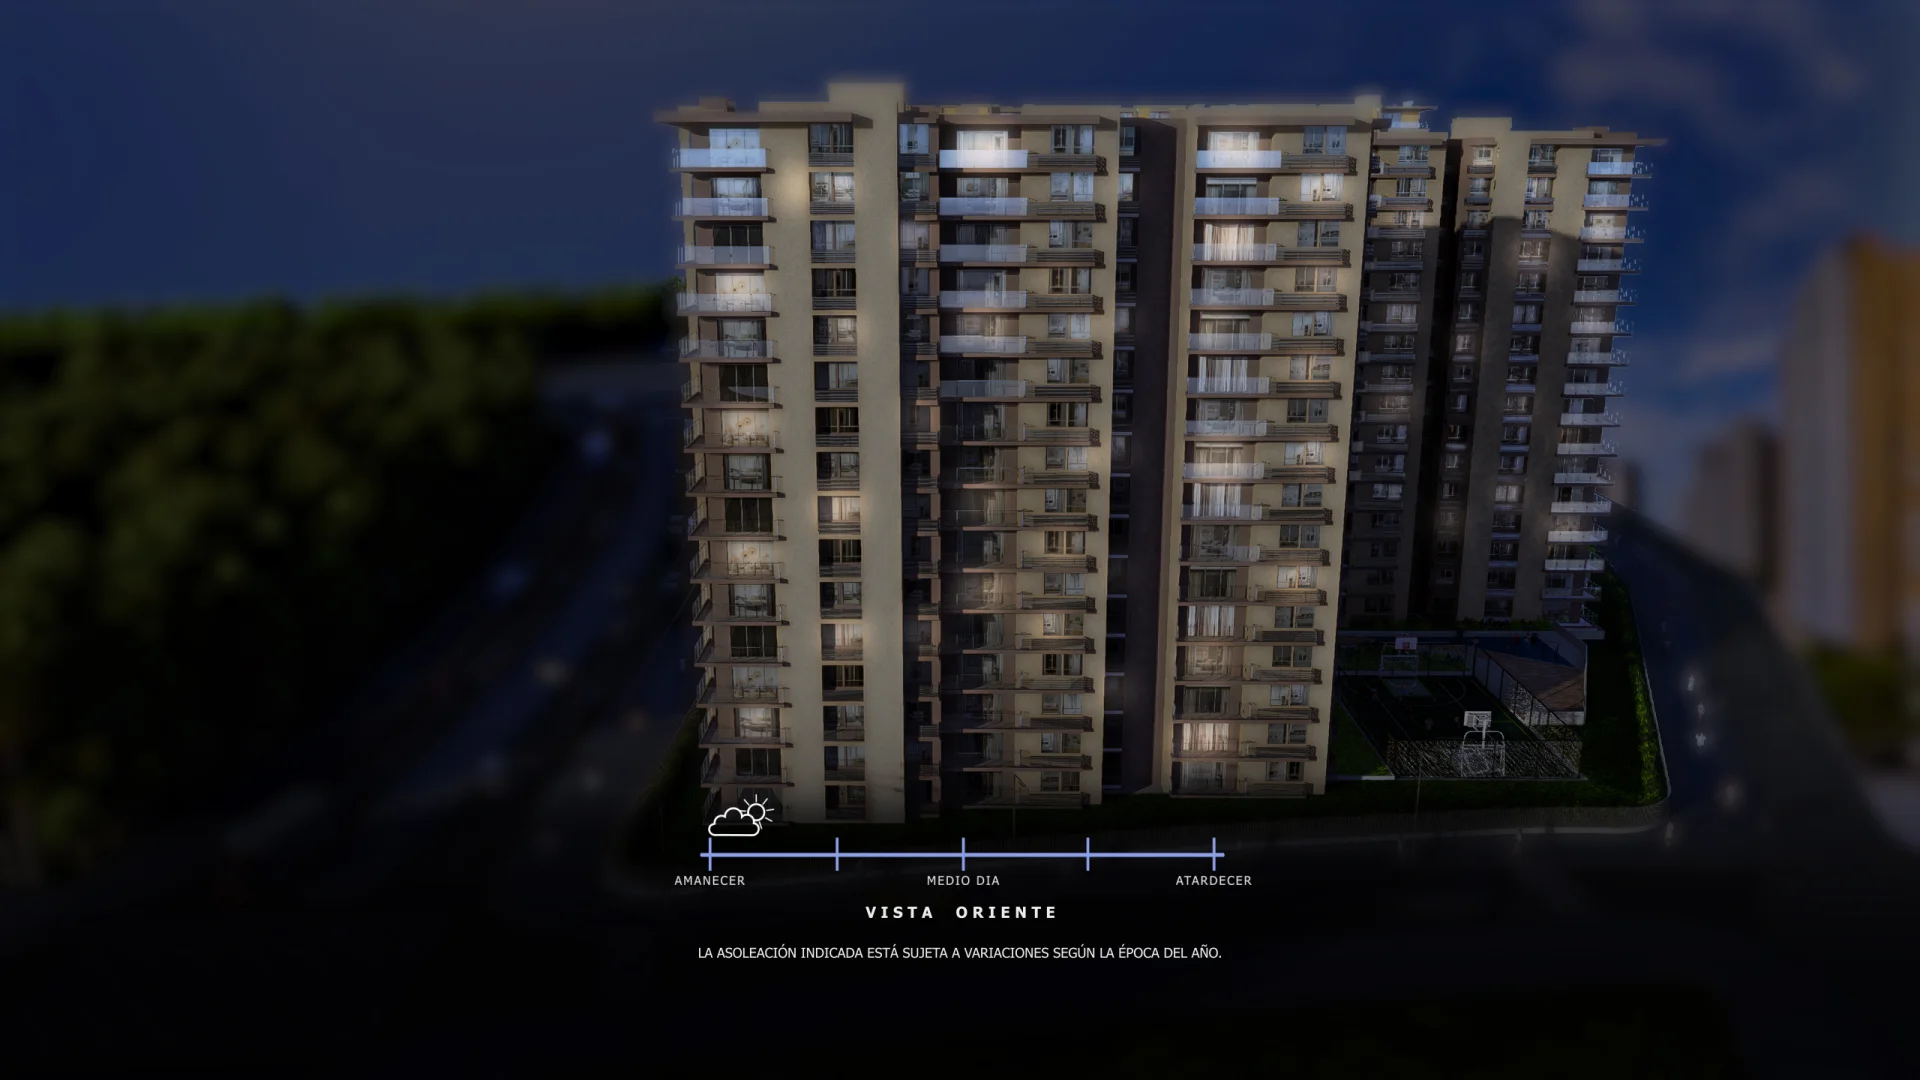 AMANECER MEDIO DIA ATARDECER
VISTA ORIENTE
LA ASOLEACIÓN INDICADA ESTÁ SUJETA A VARIACIONES SEGÚN LA ÉPOCA DEL AÑO.